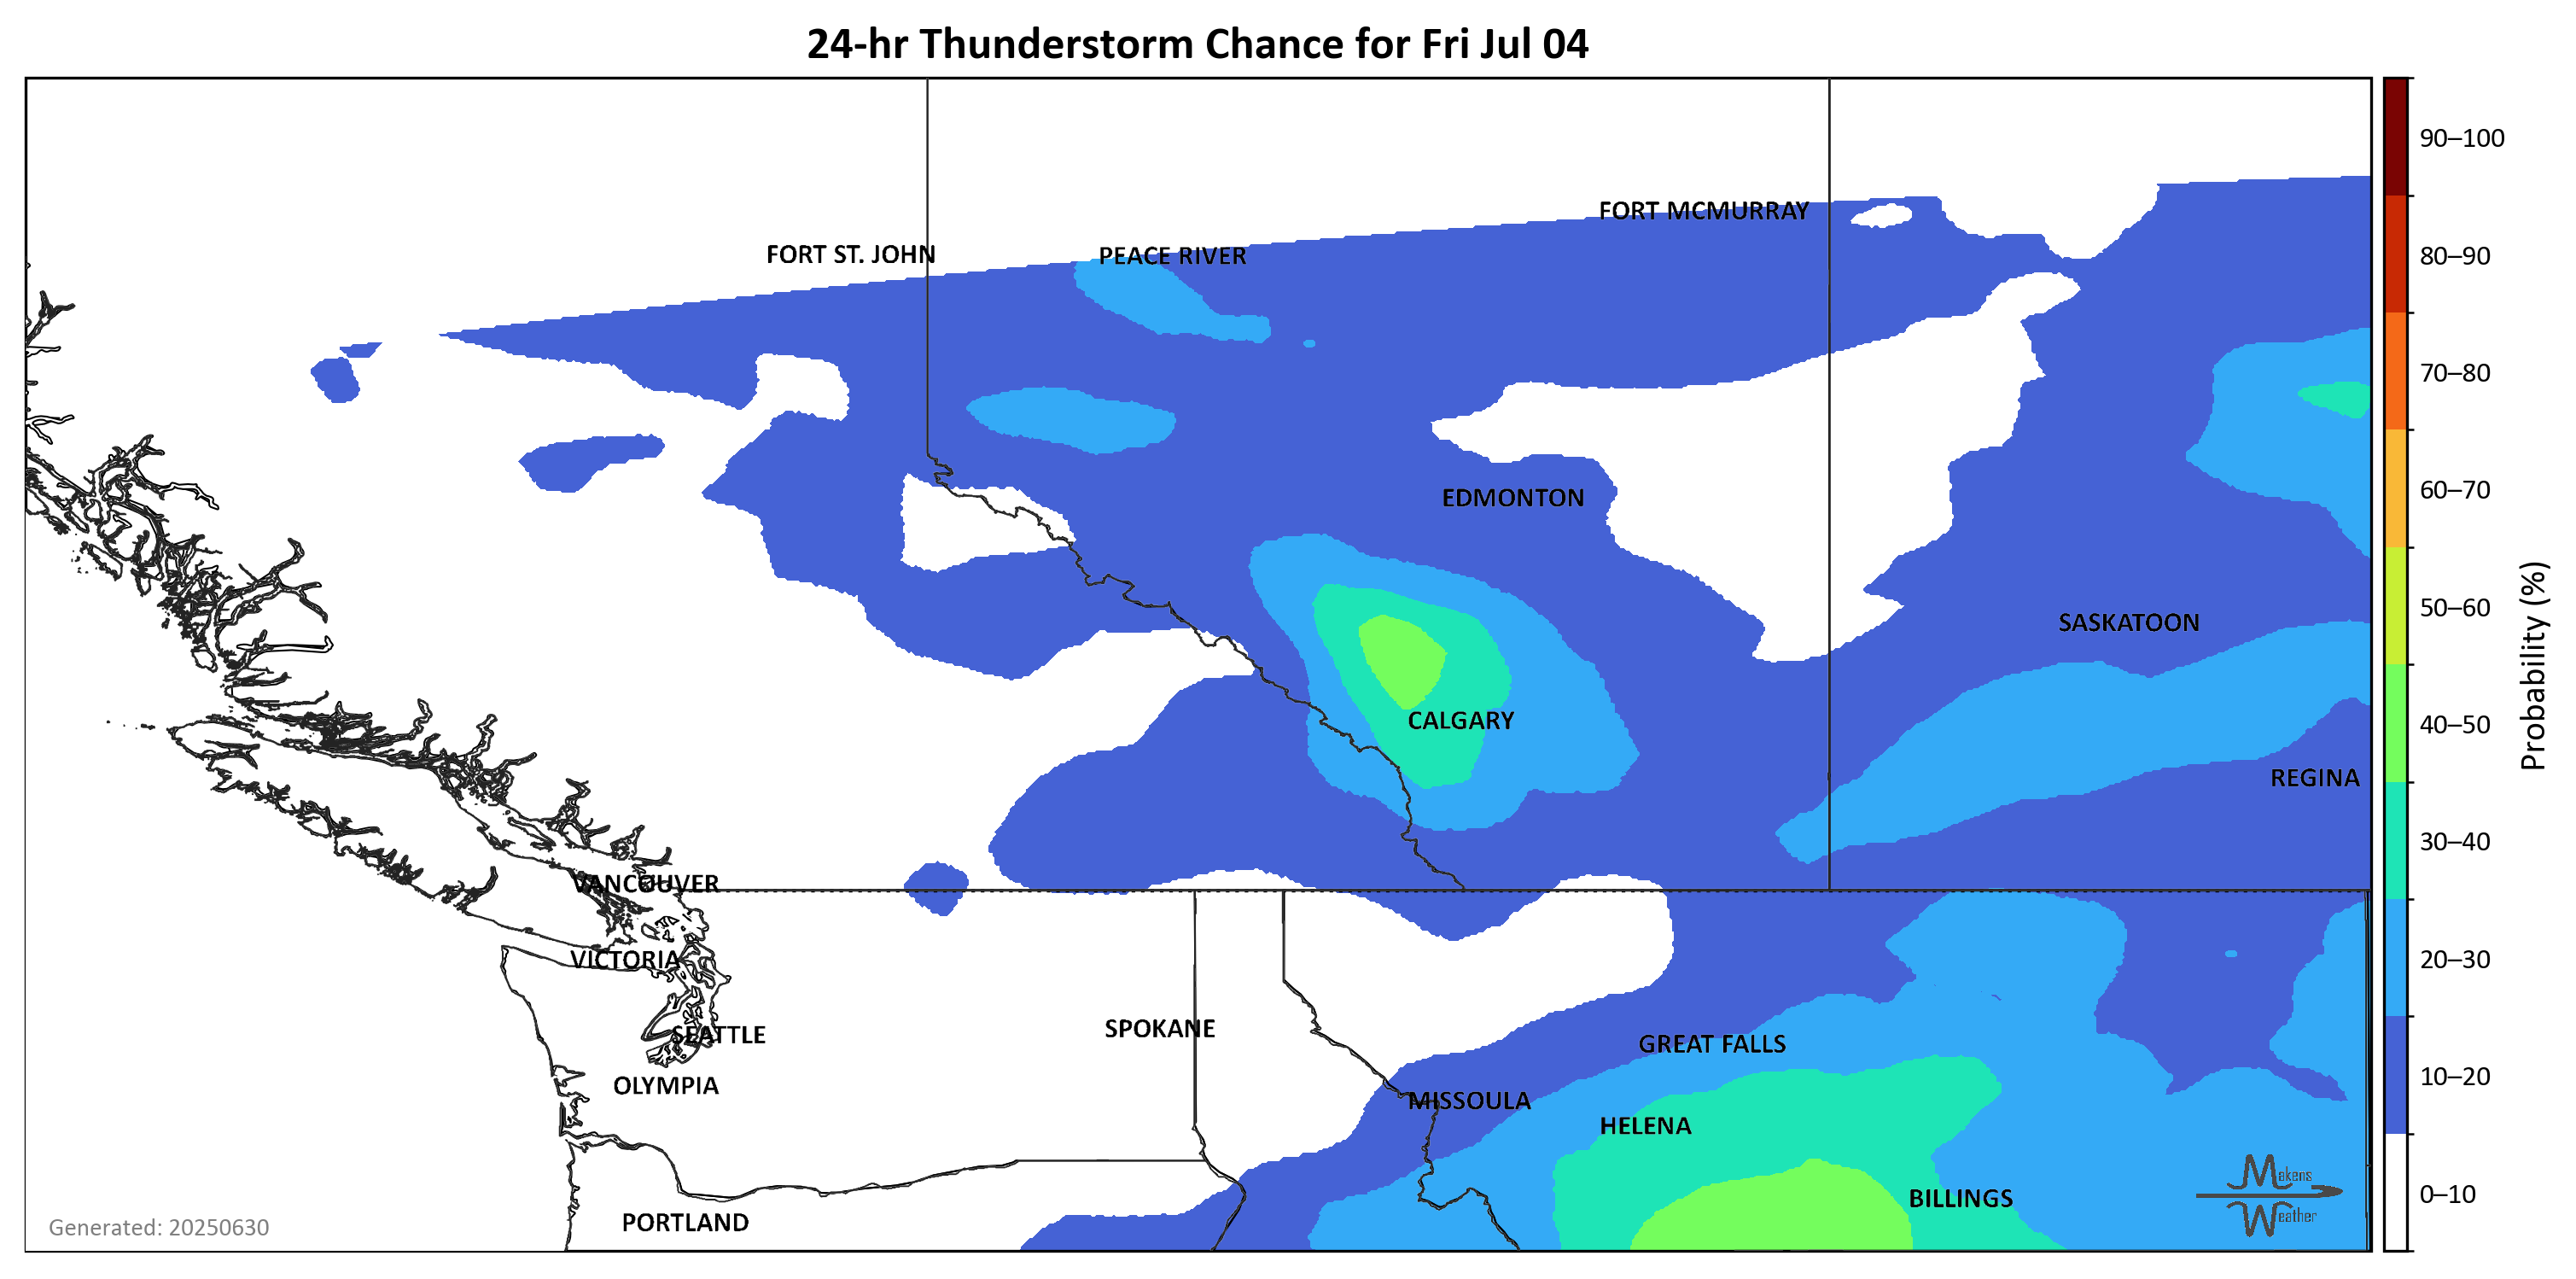 24-hr Thunderstorm Chance for Fri Jul 04
90–100
FORT MCMURRAY
FORT ST. JOHN
PEACE RIVER
80–90
70–80
60–70
EDMONTON
50–60
SASKATOON
Probability (%)
CALGARY
40–50
REGINA
30–40
VANCOUVER
VICTORIA
20–30
SPOKANE
SEATTLE
GREAT FALLS
OLYMPIA
10–20
MISSOULA
HELENA
Makens
Weather
0–10
BILLINGS
PORTLAND
Generated: 20250630